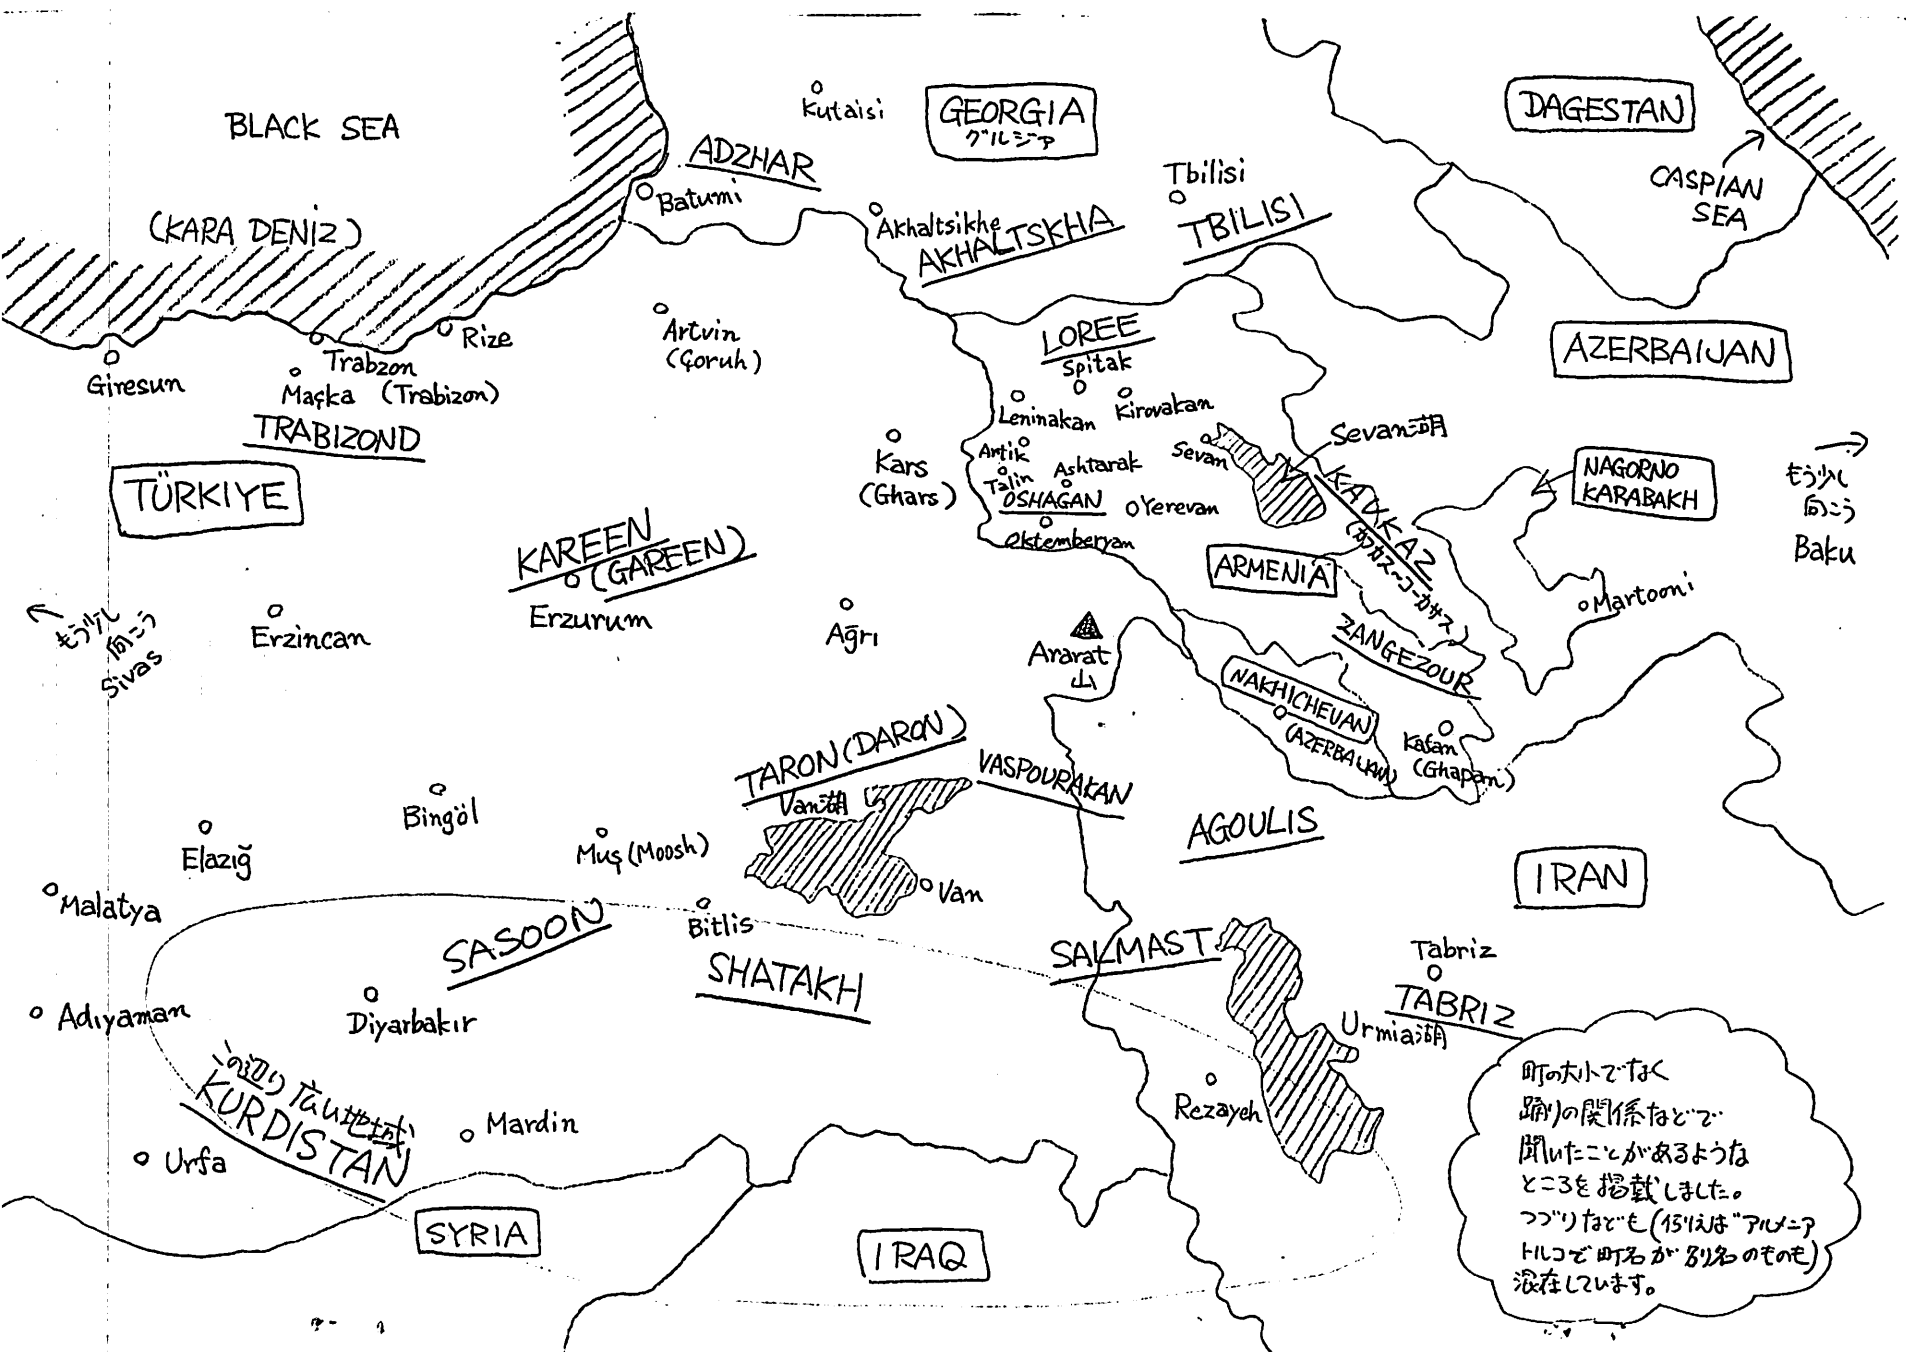 BLACK SEA
(KARA DENİZ)
Kutaisi
GEORGIA
グルジア
DAGESTAN
ADZHAR
Batumi
Tbilisi
TBILISI
CASPIAN
SEA
Akhaltsikhe
AKHALTSKHA
Rize
Artvin
(Çoruh)
Trabzon
(Trabizon)
Giresun
Maçka
TRABIZOND
LOREE
Spitak
AZERBAIJAN
Leninakan
Kirovakan
Kars
(Ghars)
Artik
Talin
Ashtarak
OSHAGAN
Yerevan
Oktemberyan
Sevan
Sevan湖
KAVKAZ
(カフカス〜コーカサス)
NAGORNO
KARABAKH
もう少し
向こう
Baku
TÜRKIYE
KAREEN
(GAREEN)
Erzurum
ARMENIA
Martooni
もう少し
向こう
Sivas
Erzincan
Ağrı
Ararat
山
ZANGEZOUR
NAKHICHEVAN
(AZERBAIJAN)
Kafan
(Ghapan)
TARON (DARON)
Van湖
VASPOURAKAN
Bingöl
Elazığ
Muş (Moosh)
AGOULIS
IRAN
Malatya
Van
Bitlis
SASOON
SHATAKH
SALMAST
Tabriz
TABRIZ
Urmia湖
Adıyaman
Diyarbakır
この辺り広い地域
KURDISTAN
Mardin
Urfa
Rezayeh
SYRIA
IRAQ
町の大小でなく
踊りの関係などで
聞いたことがあるような
ところを掲載しました。
つづりなども(例えばアルメニア
トルコで町名が別名のものも)
混在しています。